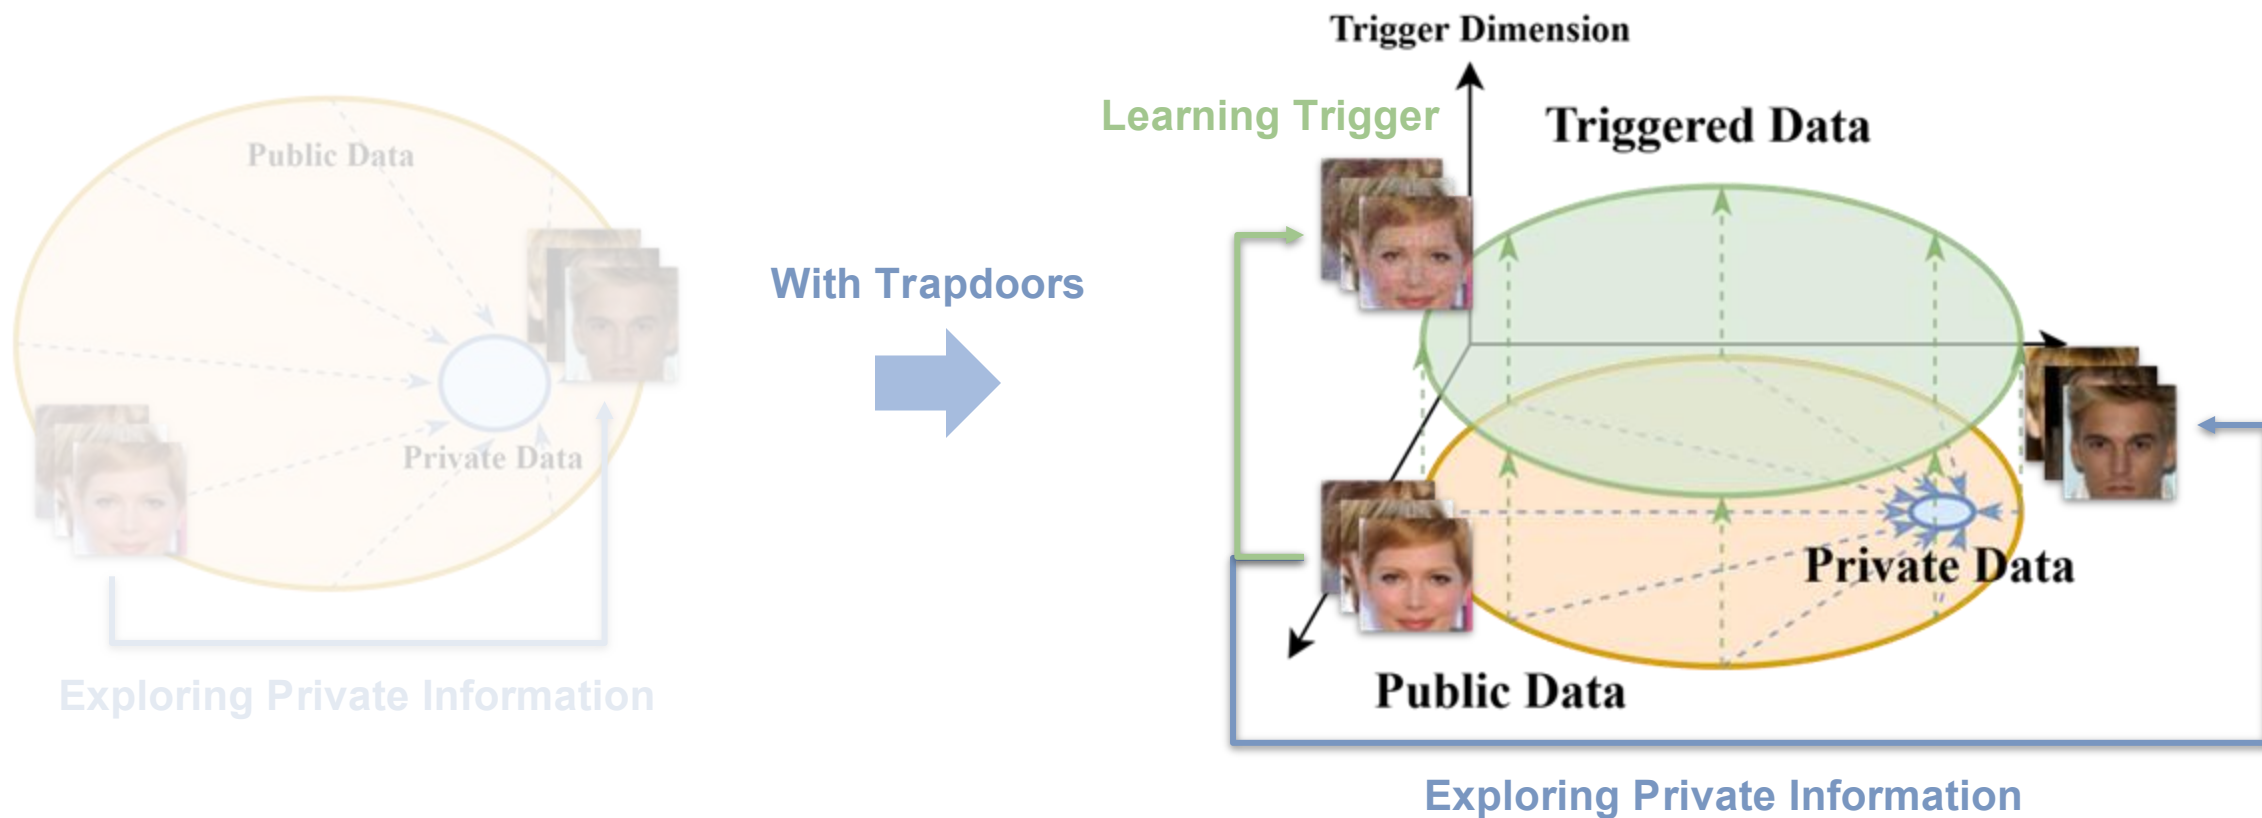 Public Data
Private Data
Exploring Private Information
With Trapdoors
Trigger Dimension
Learning Trigger
Triggered Data
Private Data
Public Data
Exploring Private Information